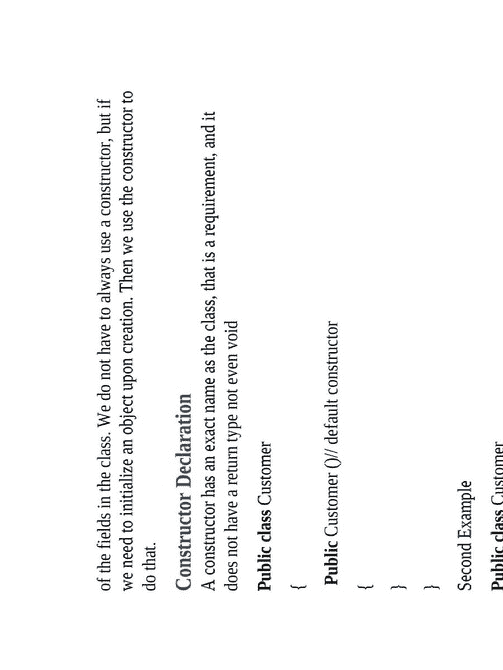 of the fields in the class. We do not have to always use a constructor, but if
we need to initialize an object upon creation. Then we use the constructor to
do that.
Constructor Declaration
A constructor has an exact name as the class, that is a requirement, and it
does not have a return type not even void
Public class Customer
{
Public Customer ()// default constructor
{
}
}
Second Example
Public class Customer